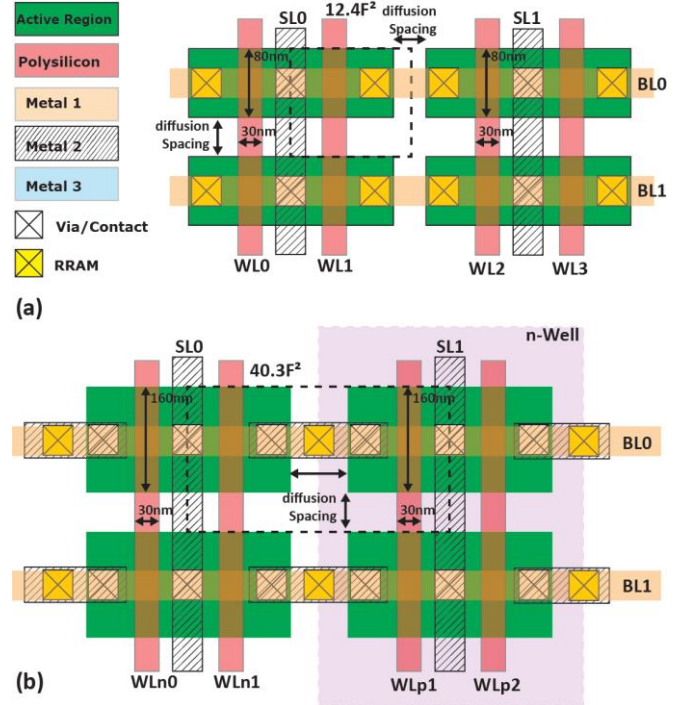 Active Region
Polysilicon
Metal 1
Metal 2
Metal 3
Via/Contact
RRAM
(a)
SL0
12.4F²
diffusion
Spacing
SL1
80nm
80nm
BL0
diffusion
Spacing
30nm
30nm
BL1
WL0
WL1
WL2
WL3
SL0
40.3F²
SL1
n-Well
160nm
160nm
BL0
30nm
diffusion
Spacing
30nm
BL1
WLn0
WLn1
WLp1
WLp2
(b)